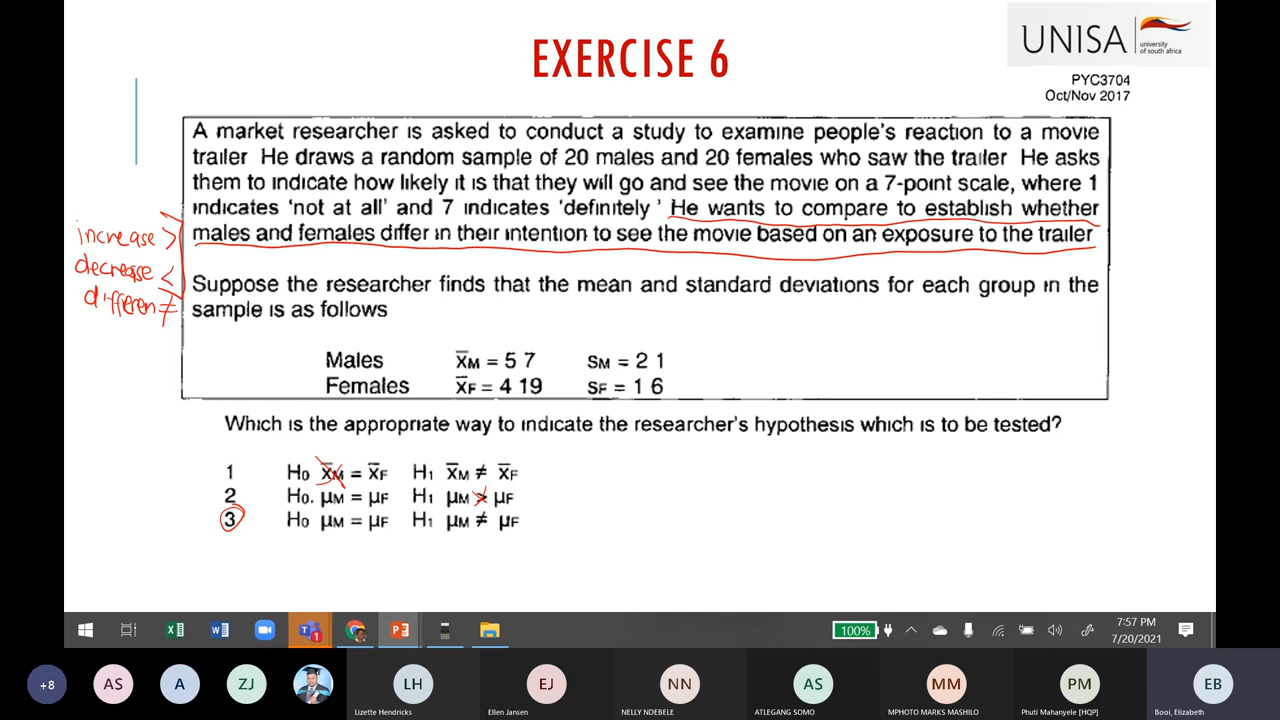 EXERCISE 6
UNISA
university
of south africa
PYC3704
Oct/Nov 2017
A market researcher is asked to conduct a study to examine people's reaction to a movie
trailer He draws a random sample of 20 males and 20 females who saw the trailer He asks
them to indicate how likely it is that they will go and see the movie on a 7-point scale, where 1
indicates 'not at all' and 7 indicates 'definitely ' He wants to compare to establish whether
males and females differ in their intention to see the movie based on an exposure to the trailer
increase >
decrease <
differen ≠
Suppose the researcher finds that the mean and standard deviations for each group in the
sample is as follows
Males x̅M = 5 7 SM = 2 1
Females x̅F = 4 19 SF = 1 6
Which is the appropriate way to indicate the researcher's hypothesis which is to be tested?
1 H0 x̅M = x̅F H1 x̅M ≠ x̅F
2 H0. μM = μF H1 μM > μF
3 H0 μM = μF H1 μM ≠ μF
100%
7:57 PM
7/20/2021
1
+8
AS
A
ZJ
LH
EJ
NN
AS
MM
PM
EB
Lizette Hendricks
Ellen Jansen
NELLY NDEBELE
ATLEGANG SOMO
MPHOTO MARKS MASHILO
Phuti Mahanyele [HQP]
Booi, Elizabeth